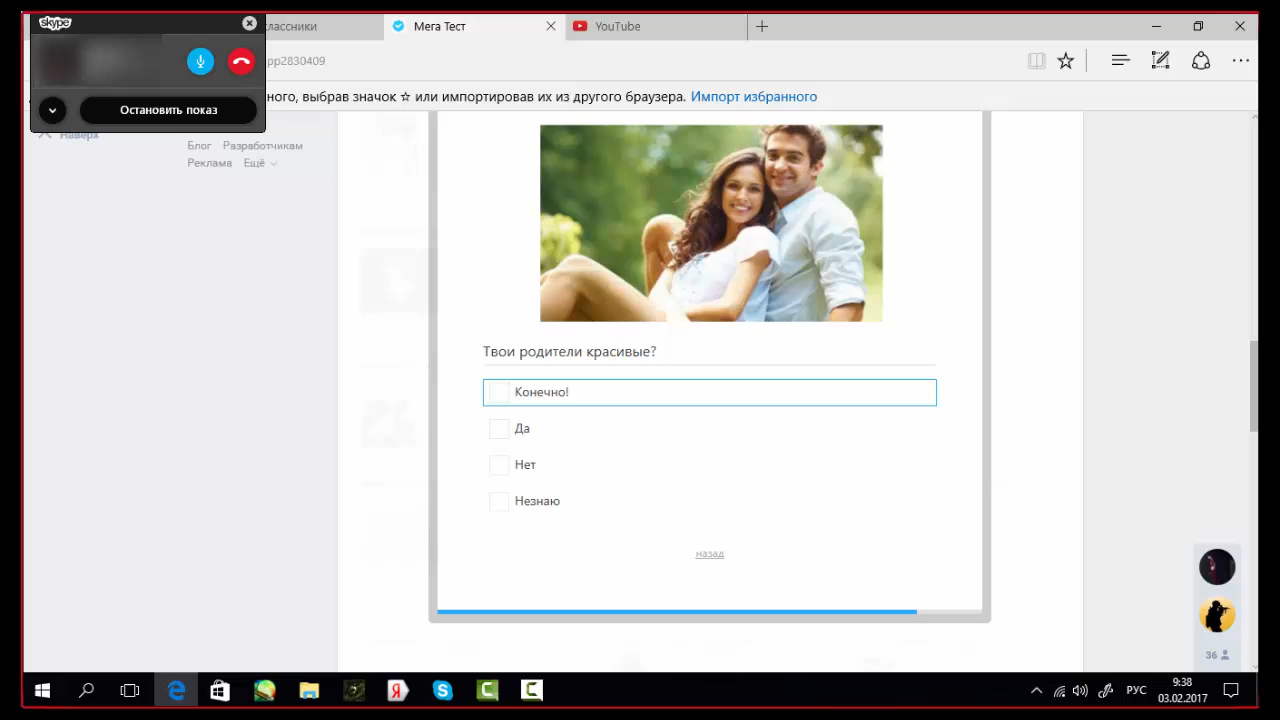 skype
Остановить показ
классники
Мега Тест
YouTube
pp2830409
ного, выбрав значок ☆ или импортировав их из другого браузера. Импорт избранного
Наверх
Блог Разработчикам
Реклама Ещё
Твои родители красивые?
Конечно!
Да
Нет
Незнаю
назад
36
РУС
9:38
03.02.2017